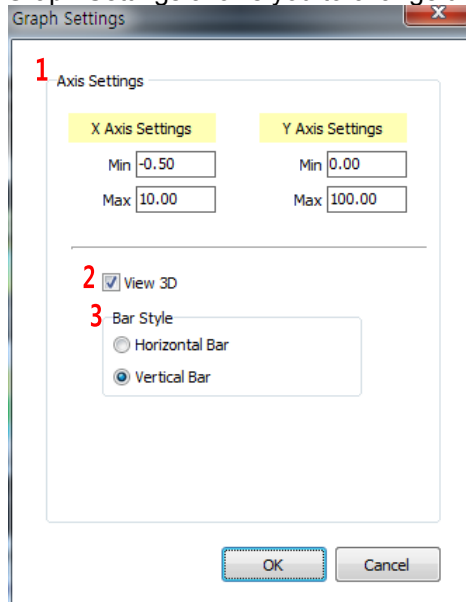 Graph Settings
1
Axis Settings
X Axis Settings Y Axis Settings
Min -0.50 Min 0.00
Max 10.00 Max 100.00
2 View 3D
3 Bar Style
Horizontal Bar
Vertical Bar
OK Cancel